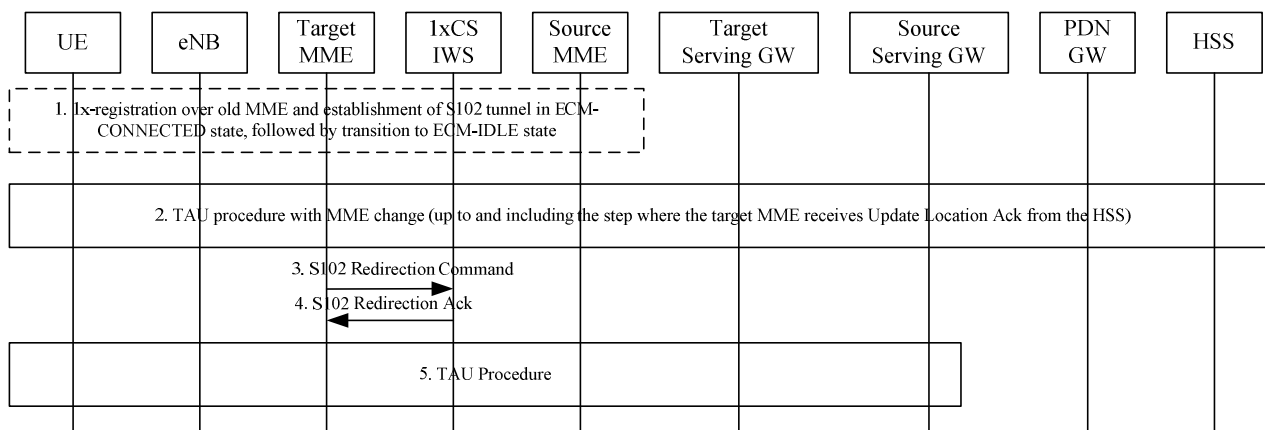 UE
eNB
Target
MME
1xCS
IWS
Source
MME
Target
Serving GW
Source
Serving GW
PDN
GW
HSS
1. 1x-registration over old MME and establishment of S102 tunnel in ECM-
CONNECTED state, followed by transition to ECM-IDLE state
2. TAU procedure with MME change (up to and including the step where the target MME receives Update Location Ack from the HSS)
3. S102 Redirection Command
4. S102 Redirection Ack
5. TAU Procedure